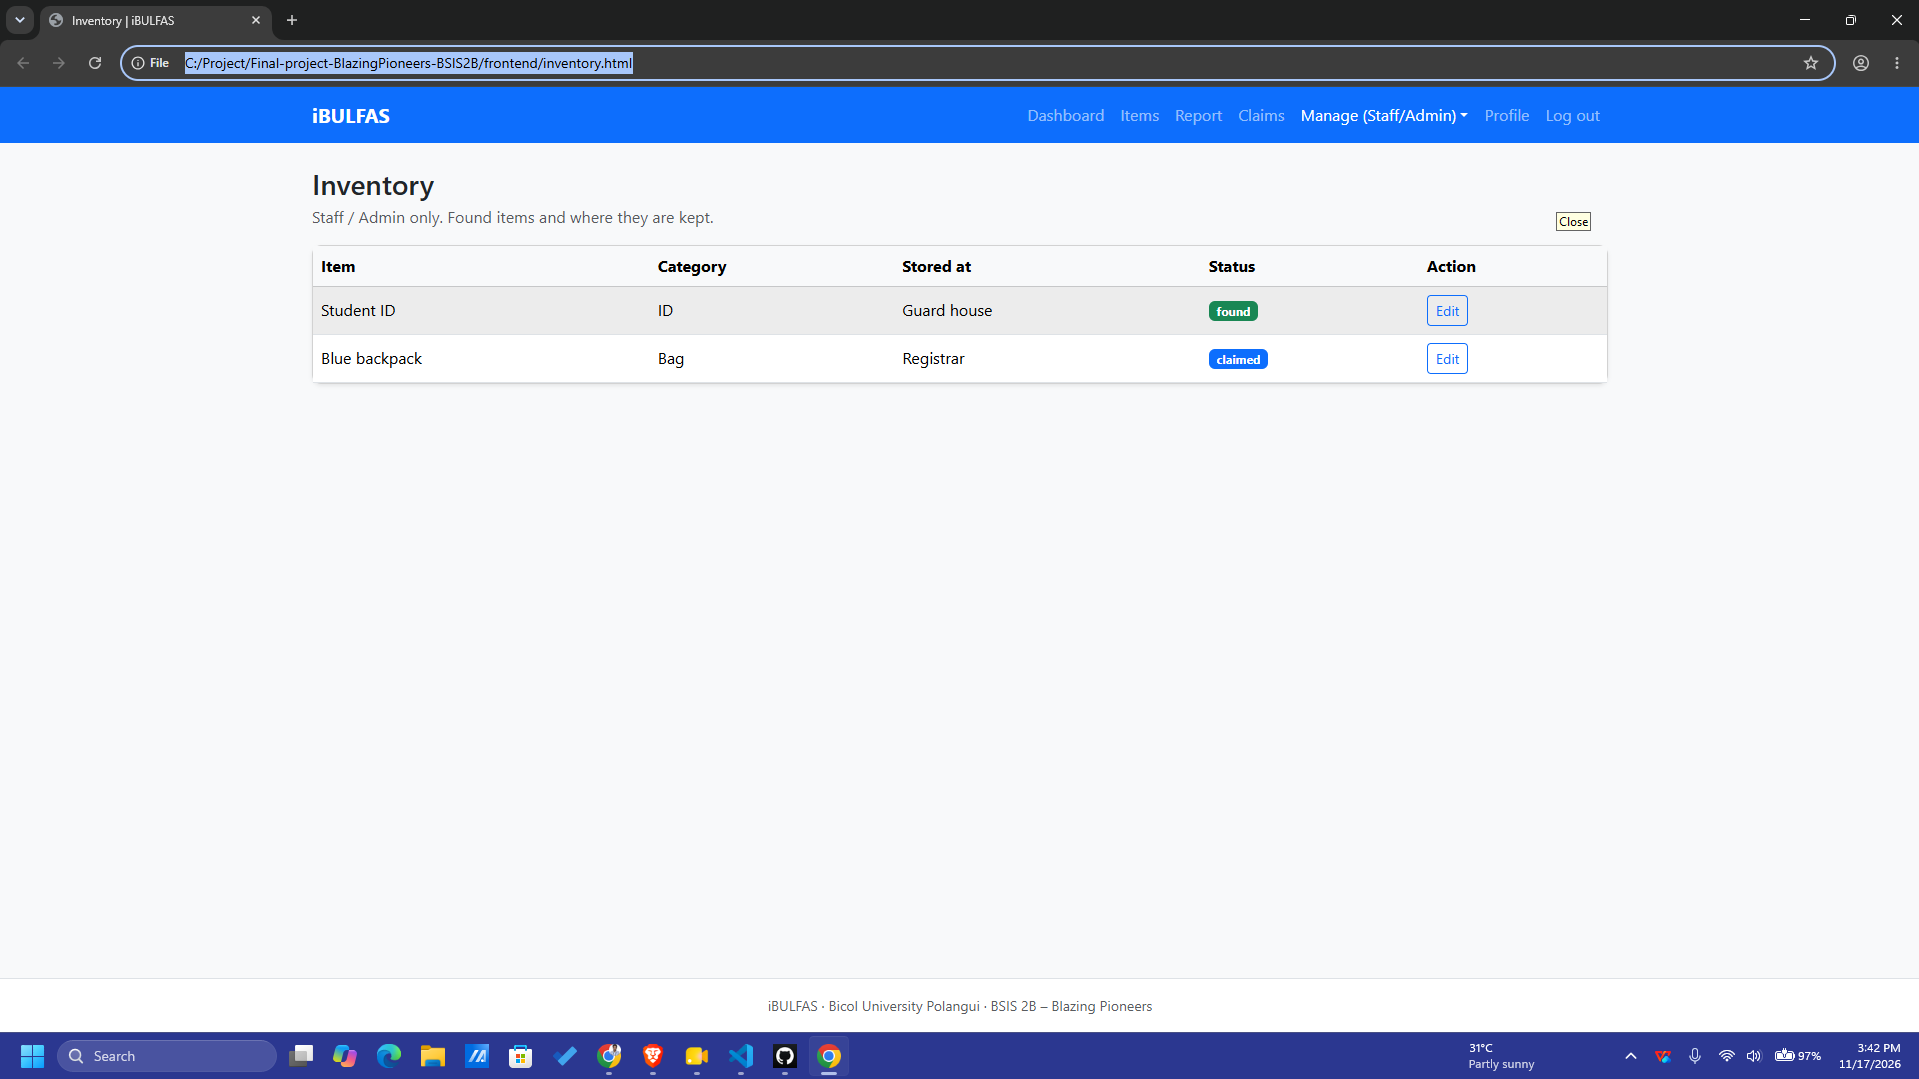 Inventory | iBULFAS
File C:/Project/Final-project-BlazingPioneers-BSIS2B/frontend/inventory.html
iBULFAS Dashboard Items Report Claims Manage (Staff/Admin) Profile Log out
Inventory
Staff / Admin only. Found items and where they are kept.
Close
Item Category Stored at Status Action
Student ID ID Guard house found Edit
Blue backpack Bag Registrar claimed Edit
iBULFAS · Bicol University Polangui · BSIS 2B – Blazing Pioneers
Search 31°C 97% 3:42 PM
Partly sunny 11/17/2026